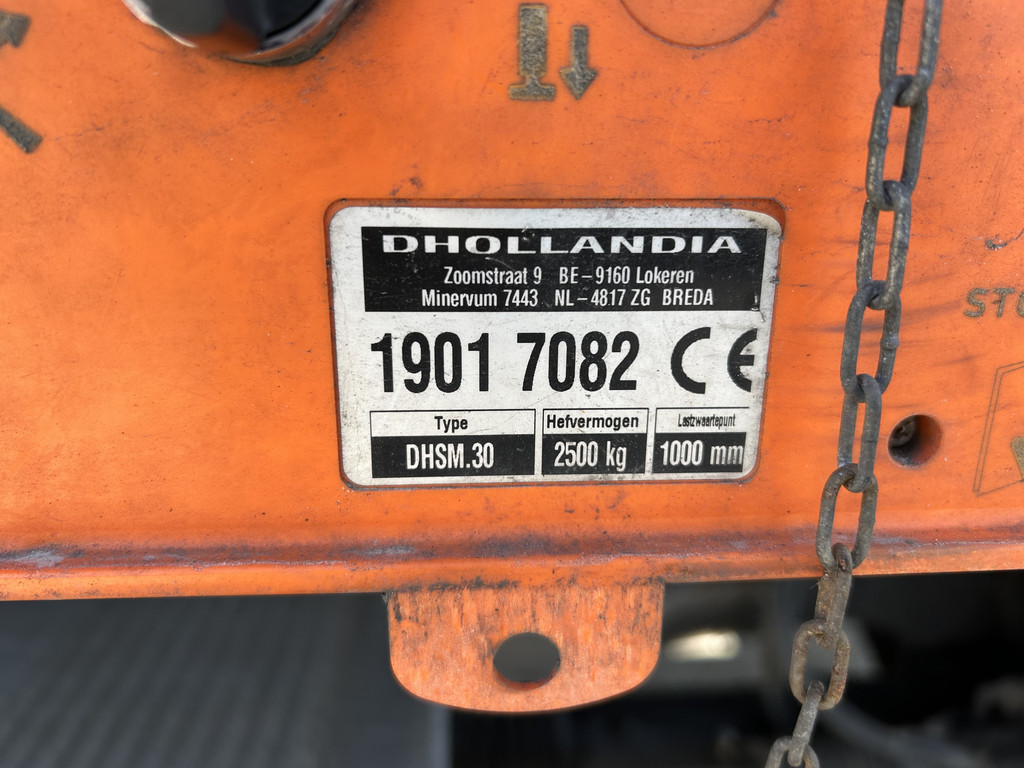 DHOLLANDIA
Zoomstraat 9 BE – 9160 Lokeren
Minervum 7443 NL – 4817 ZG BREDA
1901 7082 CE
Type Hefvermogen Lastzwaartepunt
DHSM.30 2500 kg 1000 mm